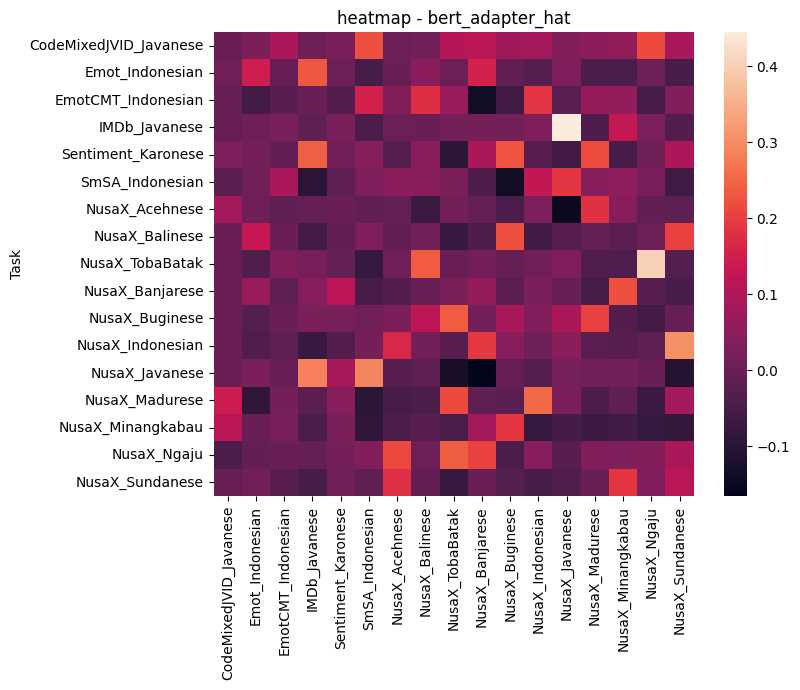 heatmap - bert_adapter_hat
Task
CodeMixedJVID_Javanese
Emot_Indonesian
EmotCMT_Indonesian
IMDb_Javanese
Sentiment_Karonese
SmSA_Indonesian
NusaX_Acehnese
NusaX_Balinese
NusaX_TobaBatak
NusaX_Banjarese
NusaX_Buginese
NusaX_Indonesian
NusaX_Javanese
NusaX_Madurese
NusaX_Minangkabau
NusaX_Ngaju
NusaX_Sundanese
CodeMixedJVID_Javanese
Emot_Indonesian
EmotCMT_Indonesian
IMDb_Javanese
Sentiment_Karonese
SmSA_Indonesian
NusaX_Acehnese
NusaX_Balinese
NusaX_TobaBatak
NusaX_Banjarese
NusaX_Buginese
NusaX_Indonesian
NusaX_Javanese
NusaX_Madurese
NusaX_Minangkabau
NusaX_Ngaju
NusaX_Sundanese
0.4
0.3
0.2
0.1
0.0
−0.1